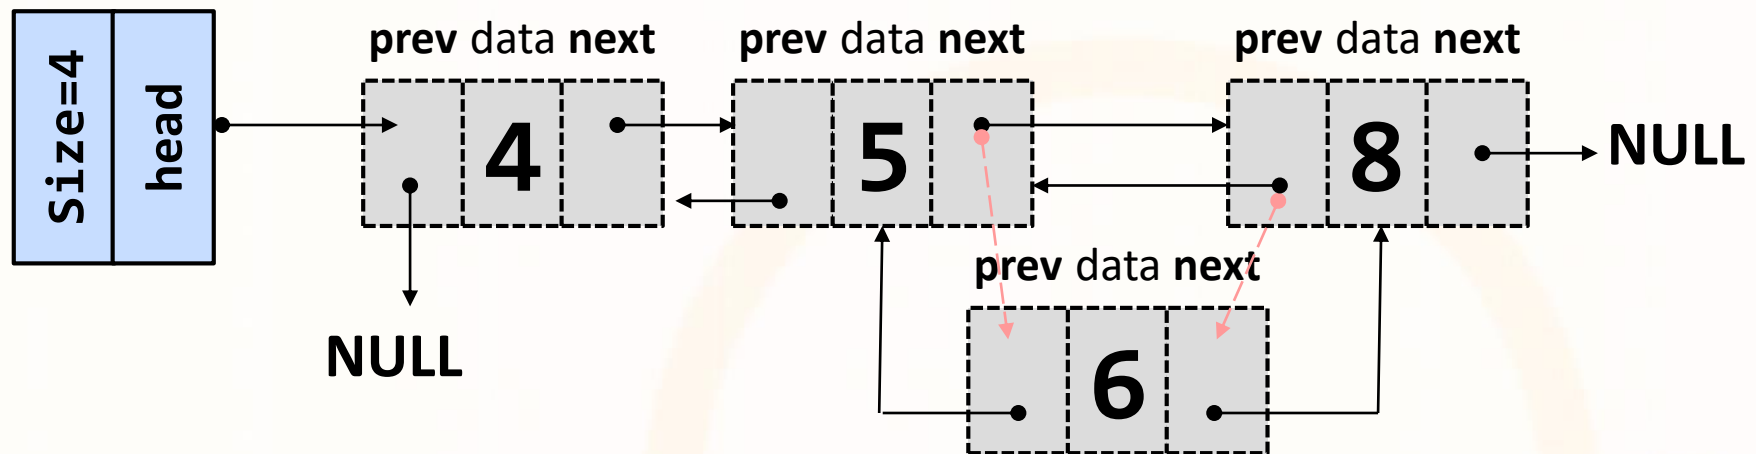 Size=4
head
prev data next
prev data next
prev data next
4
5
8
NULL
prev data next
NULL
6